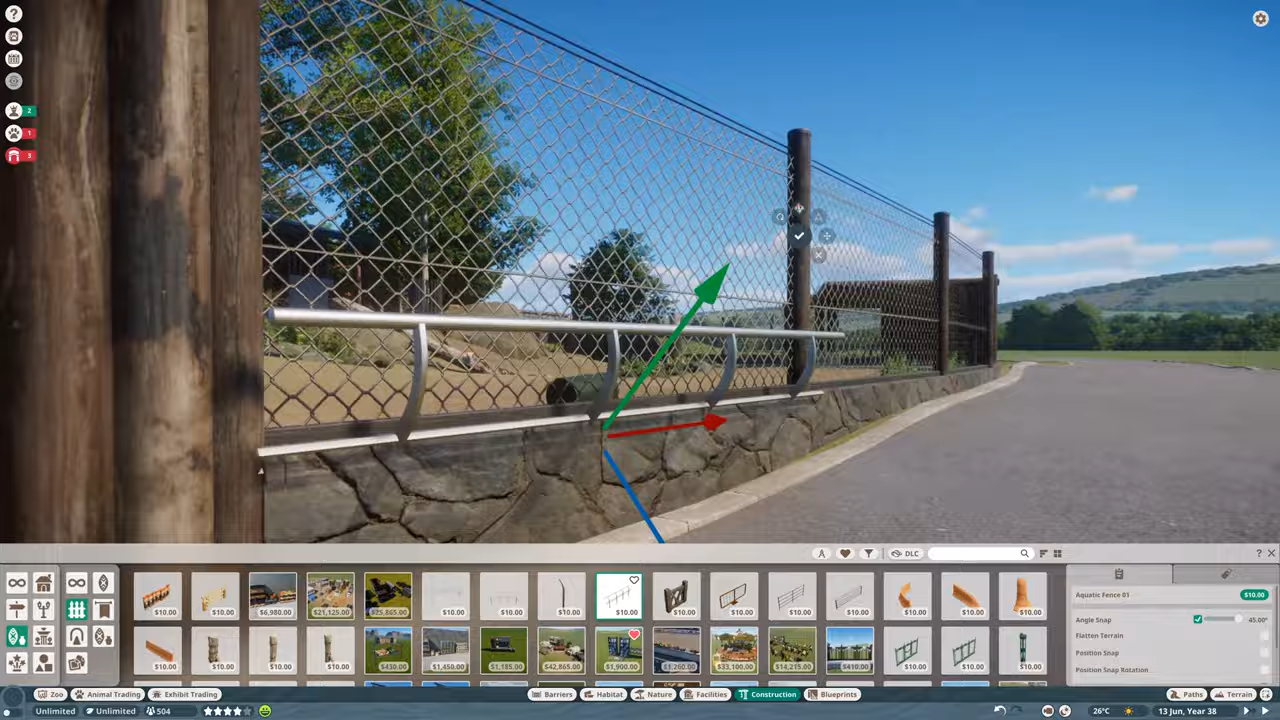 ?
2
1
3
DLC
?
$10.00 $10.00 $6,980.00 $21,125.00 $25,865.00 $10.00 $10.00 $10.00 $10.00 $10.00 $10.00 $10.00 $10.00 $10.00 $10.00 $10.00
$10.00 $10.00 $10.00 $10.00 $430.00 $1,450.00 $1,185.00 $42,865.00 $1,900.00 $1,260.00 $33,100.00 $14,215.00 $410.00 $10.00 $10.00 $10.00
Aquatic Fence 01 $10.00
Angle Snap 45.00°
Flatten Terrain
Position Snap
Position Snap Rotation
Zoo Animal Trading Exhibit Trading Barriers Habitat Nature Facilities Construction Blueprints Paths Terrain
Unlimited Unlimited 504 26°C 13 Jun, Year 38